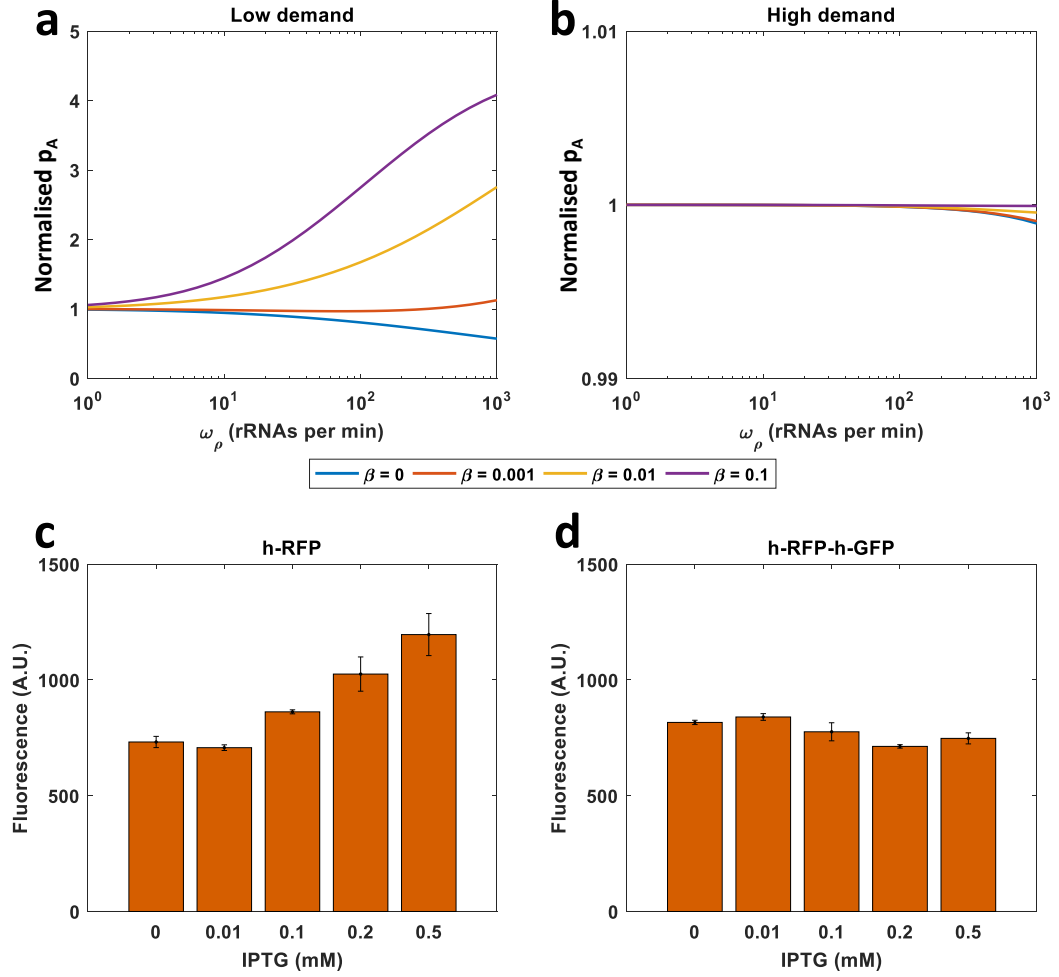 a
Low demand
5
4
3
2
1
0
Normalised p_A
10^0
10^1
10^2
10^3
ω_ρ (rRNAs per min)
b
High demand
1.01
1
0.99
Normalised p_A
10^0
10^1
10^2
10^3
ω_ρ (rRNAs per min)
β = 0
β = 0.001
β = 0.01
β = 0.1
c
h-RFP
1500
1000
500
0
Fluorescence (A.U.)
0
0.01
0.1
0.2
0.5
IPTG (mM)
d
h-RFP-h-GFP
1500
1000
500
0
Fluorescence (A.U.)
0
0.01
0.1
0.2
0.5
IPTG (mM)